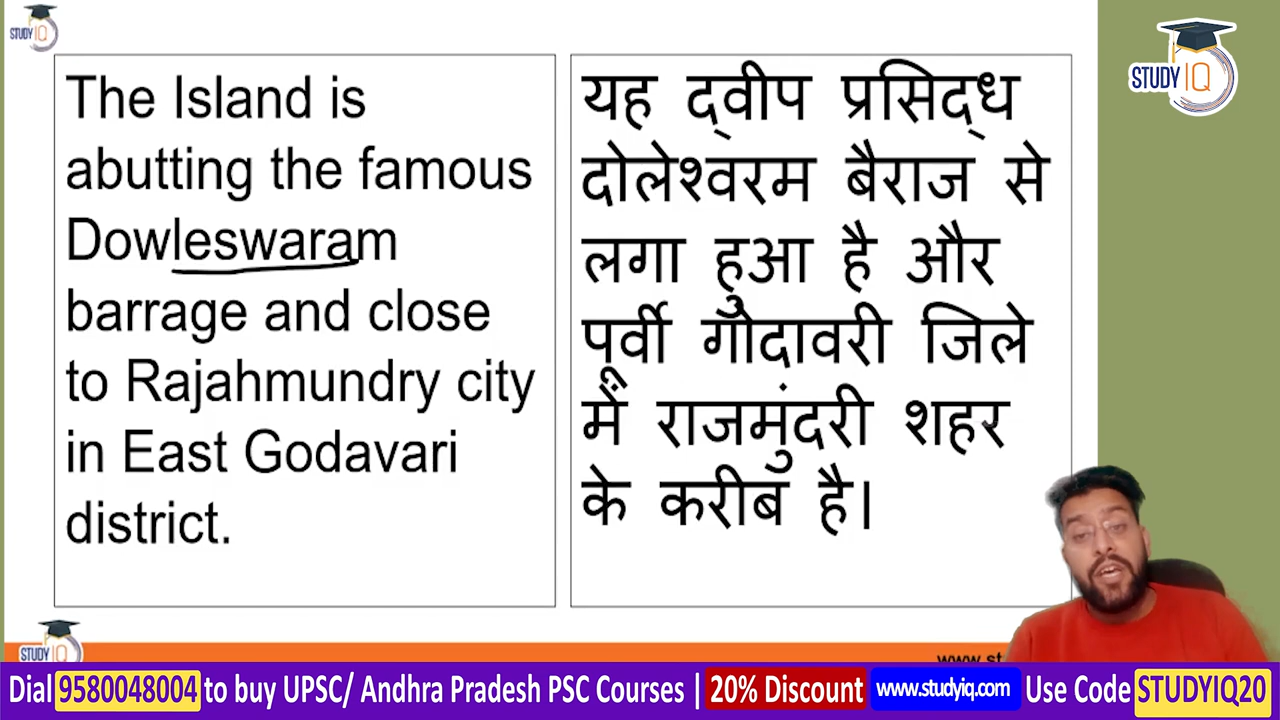 STUDY IQ
STUDY IQ
The Island is
abutting the famous
Dowleswaram
barrage and close
to Rajahmundry city
in East Godavari
district.
यह द्वीप प्रसिद्ध
दोलेश्वरम बैराज से
लगा हुआ है और
पूर्वी गोदावरी जिले
में राजमुंदरी शहर
के करीब है।
STUDY IQ
www.st
Dial 9580048004 to buy UPSC/ Andhra Pradesh PSC Courses | 20% Discount www.studyiq.com Use Code STUDYIQ20